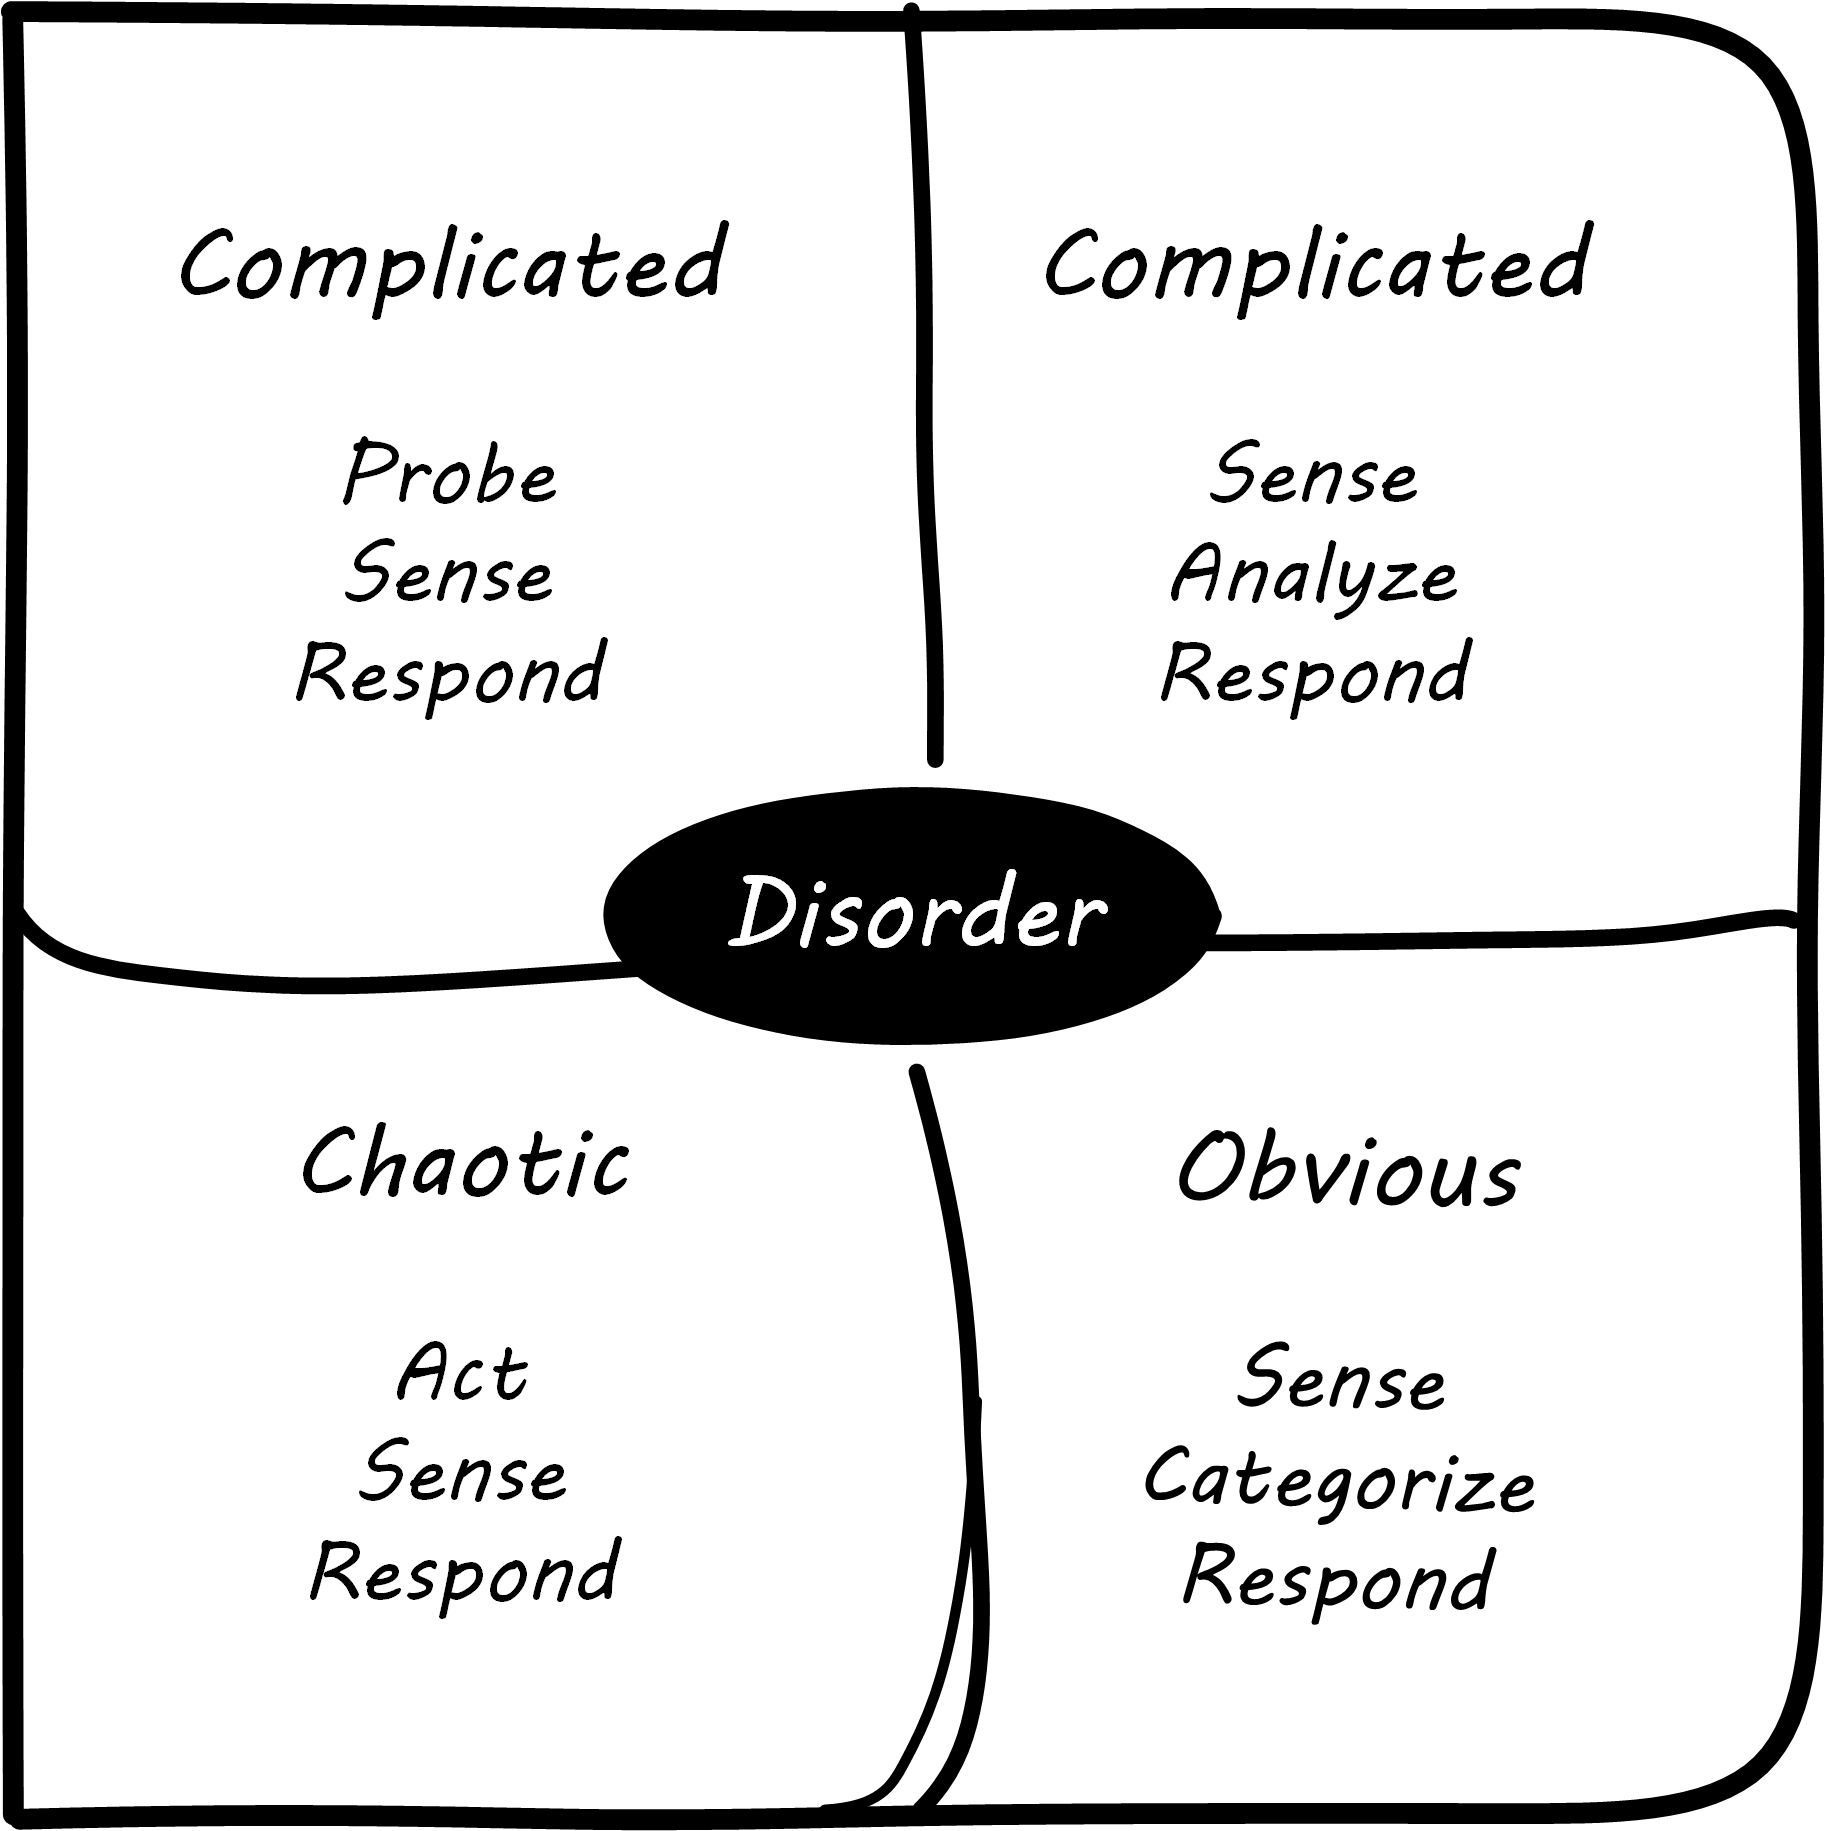 Complicated
Probe
Sense
Respond
Complicated
Sense
Analyze
Respond
Disorder
Chaotic
Act
Sense
Respond
Obvious
Sense
Categorize
Respond